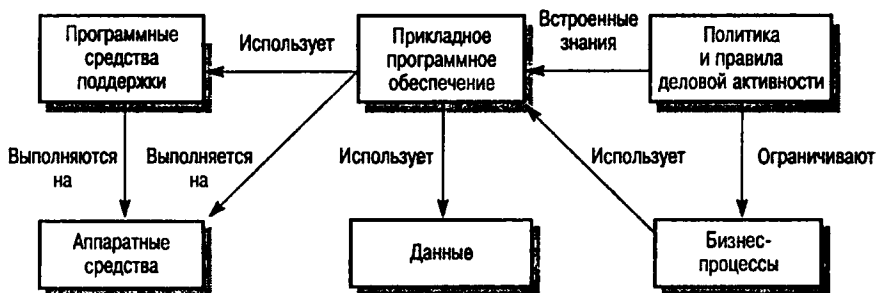 Программные
средства
поддержки
Использует
Прикладное
программное
обеспечение
Встроенные
знания
Политика
и правила
деловой активности
Выполняются
на
Выполняется
на
Использует
Использует
Ограничивают
Аппаратные
средства
Данные
Бизнес-
процессы